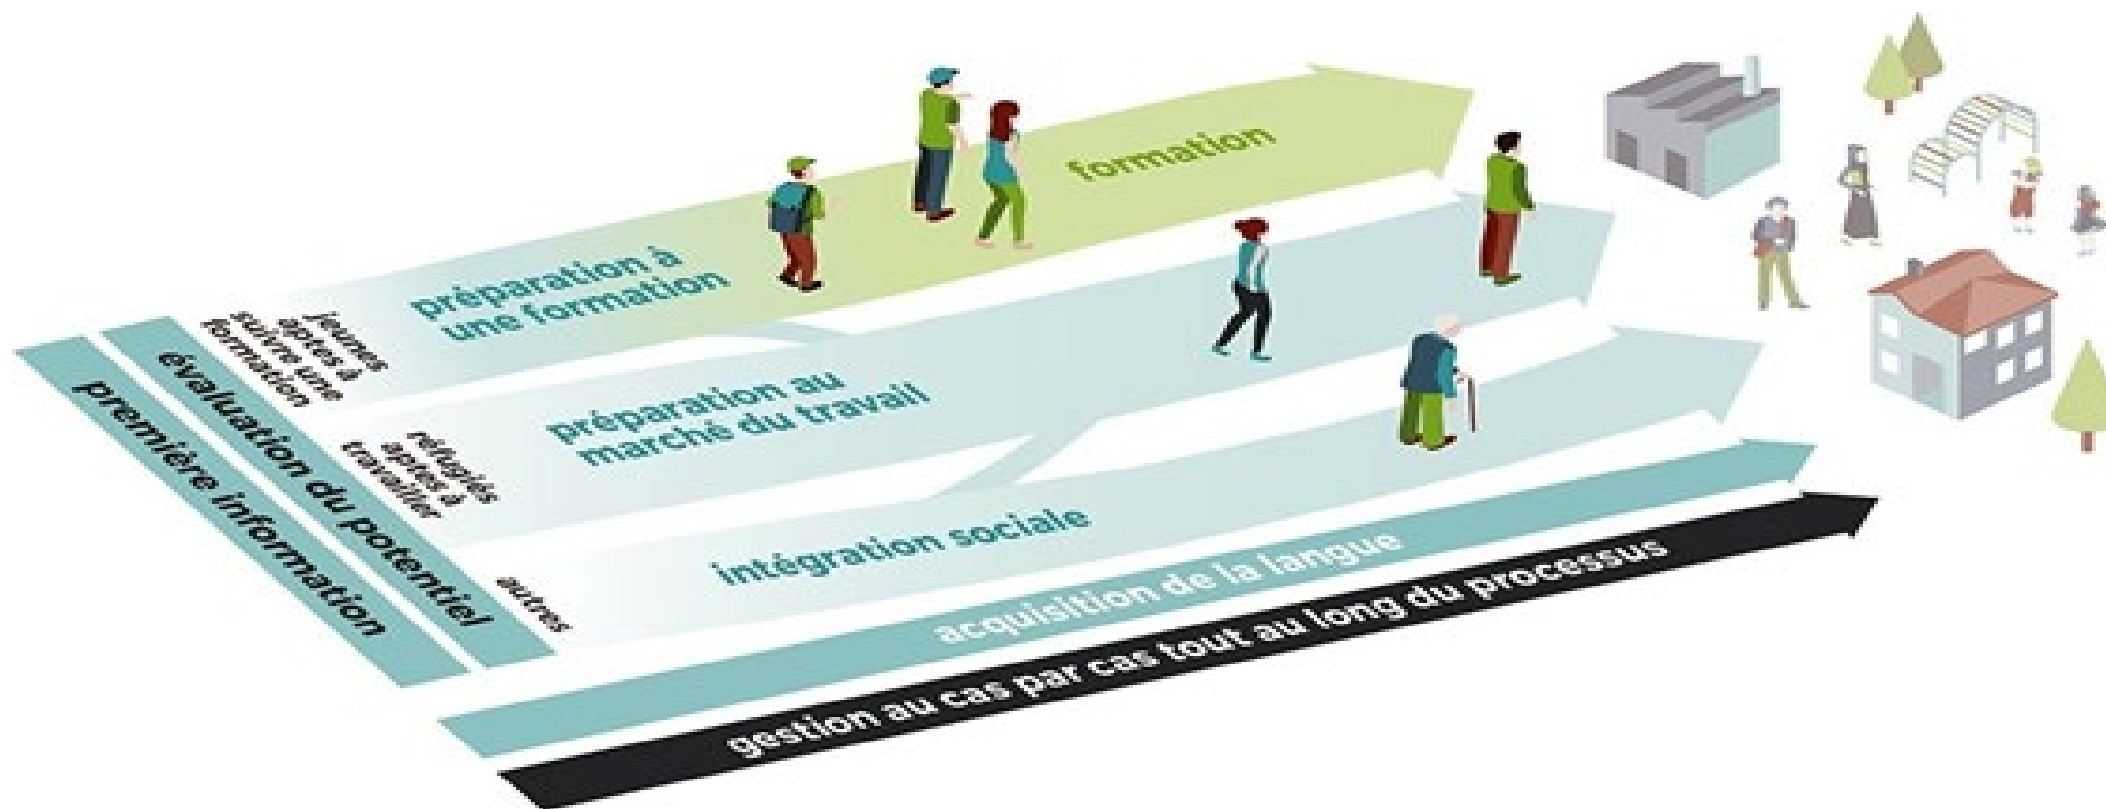 première information
évaluation du potentiel
jeunes
aptes à
suivre une
formation
préparation à
une formation
formation
réfugiés
aptes à
travailler
préparation au
marché du travail
autres
intégration sociale
acquisition de la langue
gestion au cas par cas tout au long du processus